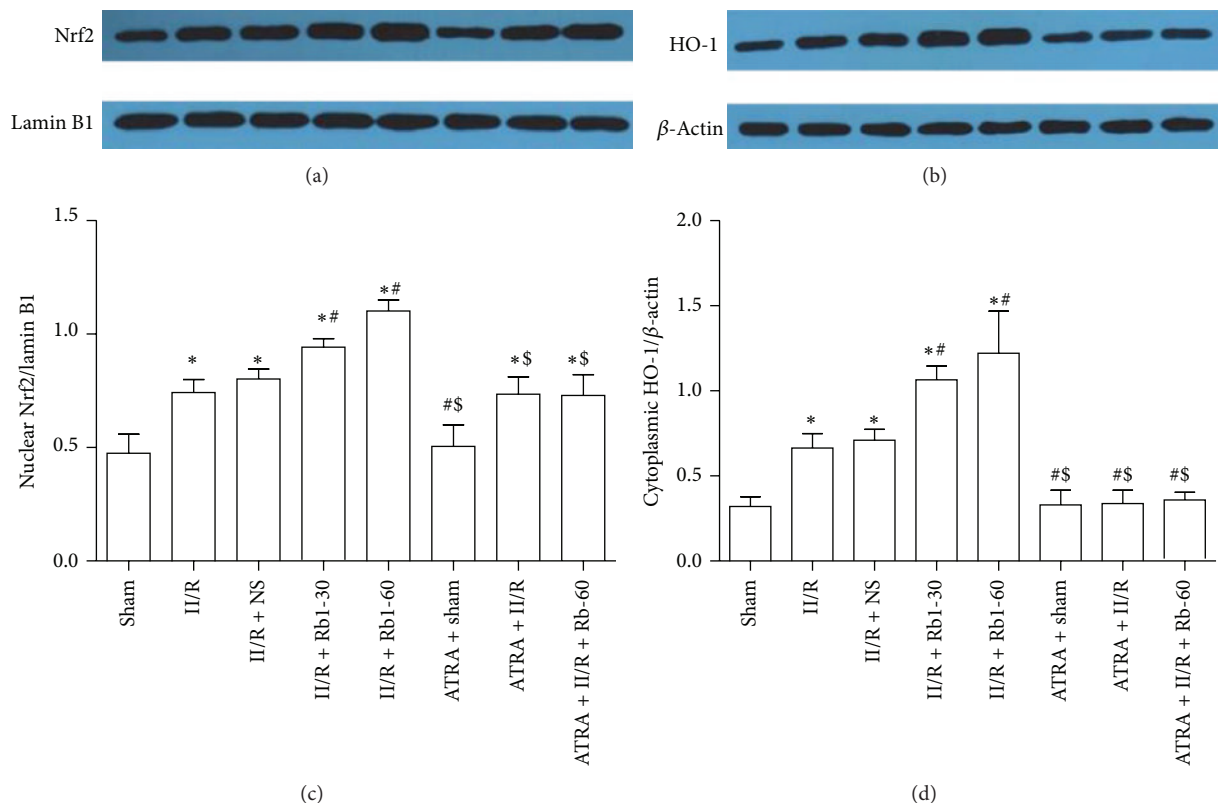 Nrf2
Lamin B1
(a)
HO-1
β-Actin
(b)
Nuclear Nrf2/lamin B1
1.5
1.0
0.5
0.0
*
*
*#
*#
#$
*$
*$
Sham
II/R
II/R + NS
II/R + Rb1-30
II/R + Rb1-60
ATRA + sham
ATRA + II/R
ATRA + II/R + Rb-60
(c)
Cytoplasmic HO-1/β-actin
2.0
1.5
1.0
0.5
0.0
*
*
*#
*#
#$
#$
#$
Sham
II/R
II/R + NS
II/R + Rb1-30
II/R + Rb1-60
ATRA + sham
ATRA + II/R
ATRA + II/R + Rb-60
(d)